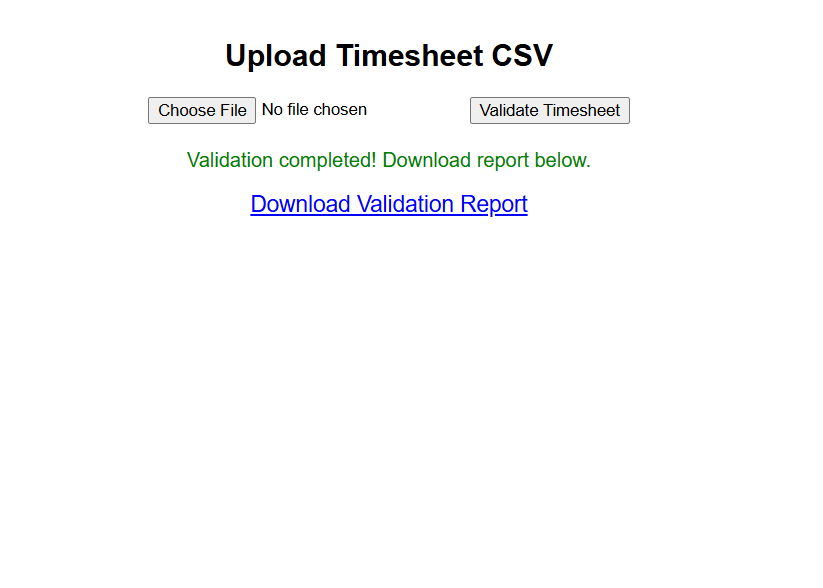 Upload Timesheet CSV
Choose File No file chosen Validate Timesheet
Validation completed! Download report below.
Download Validation Report